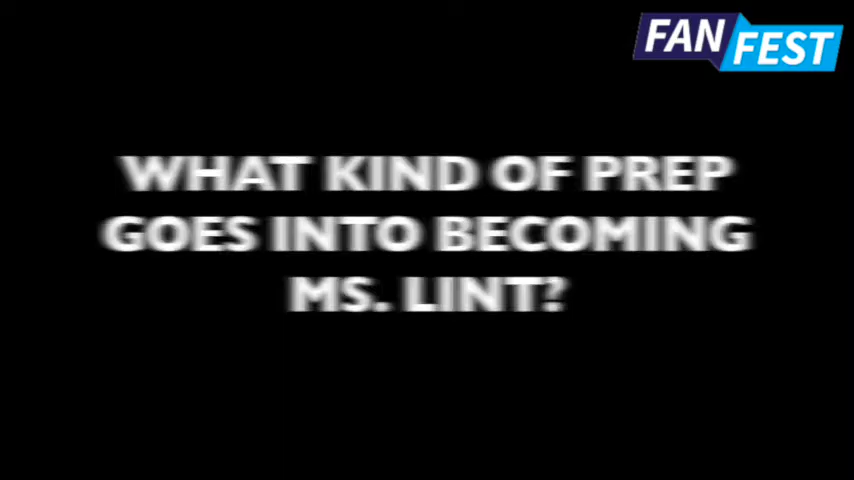 FAN
FEST
WHAT KIND OF PREP
GOES INTO BECOMING
MS. LINT?